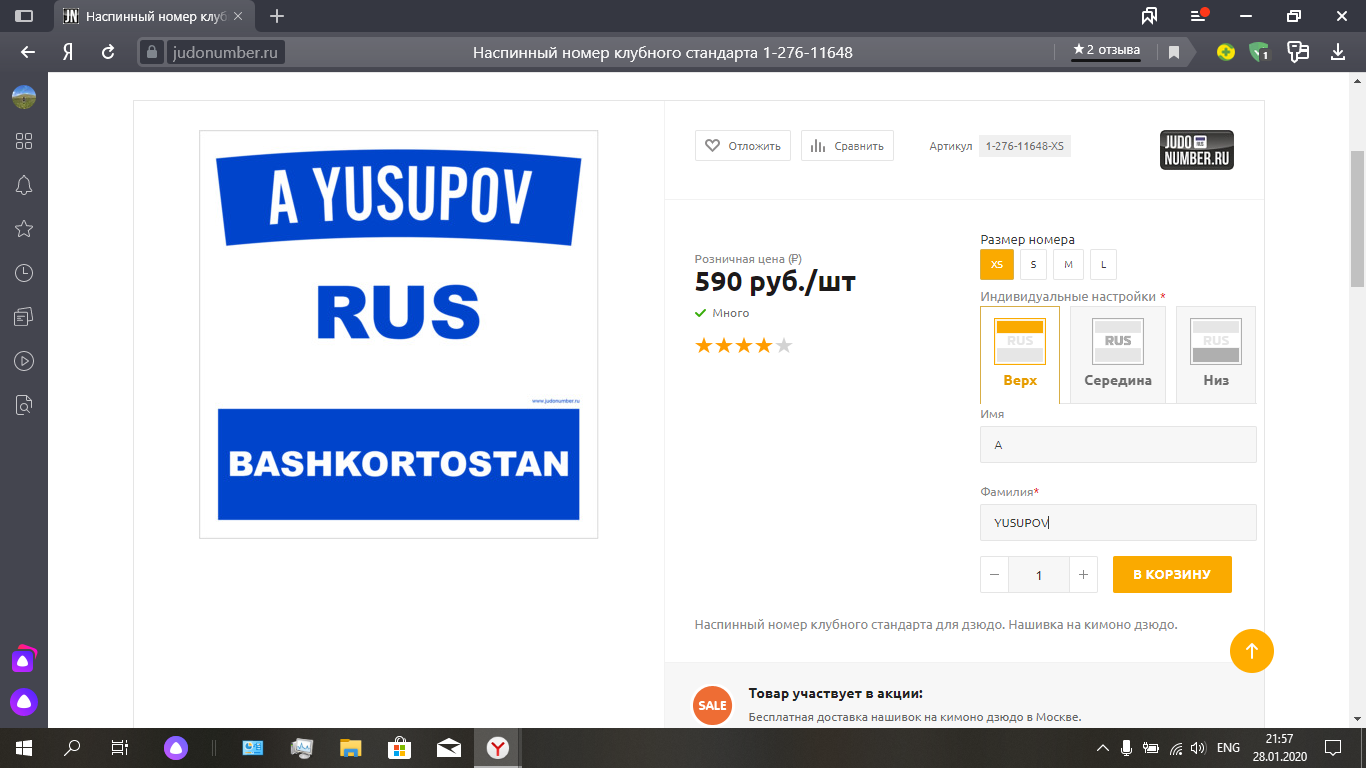 Наспинный номер клуб
judonumber.ru
Наспинный номер клубного стандарта 1-276-11648
★ 2 отзыва
1
A YUSUPOV
RUS
www.judonumber.ru
BASHKORTOSTAN
Отложить
Сравнить
Артикул 1-276-11648-XS
JUDO
NUMBER.RU
Розничная цена (₽)
590 руб./шт
Много
Размер номера
XS S M L
Индивидуальные настройки *
RUS RUS RUS
Верх Середина Низ
Имя
A
Фамилия*
YUSUPOV
− 1 + В КОРЗИНУ
Наспинный номер клубного стандарта для дзюдо. Нашивка на кимоно дзюдо.
SALE
Товар участвует в акции:
Бесплатная доставка нашивок на кимоно дзюдо в Москве.
ENG
21:57
28.01.2020